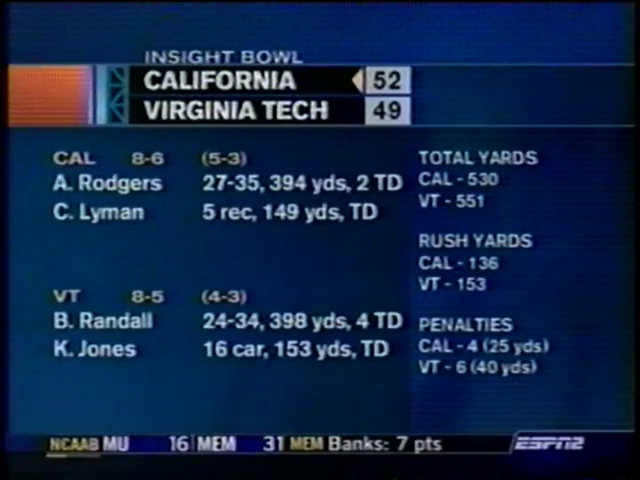 INSIGHT BOWL
CALIFORNIA 52
VIRGINIA TECH 49
CAL 8-6 (5-3)
A. Rodgers 27-35, 394 yds, 2 TD
C. Lyman 5 rec, 149 yds, TD
VT 8-5 (4-3)
B. Randall 24-34, 398 yds, 4 TD
K. Jones 16 car, 153 yds, TD
TOTAL YARDS
CAL - 530
VT - 551
RUSH YARDS
CAL - 136
VT - 153
PENALTIES
CAL - 4 (25 yds)
VT - 6 (40 yds)
NCAAB MU 16 MEM 31 MEM Banks: 7 pts ESPN2